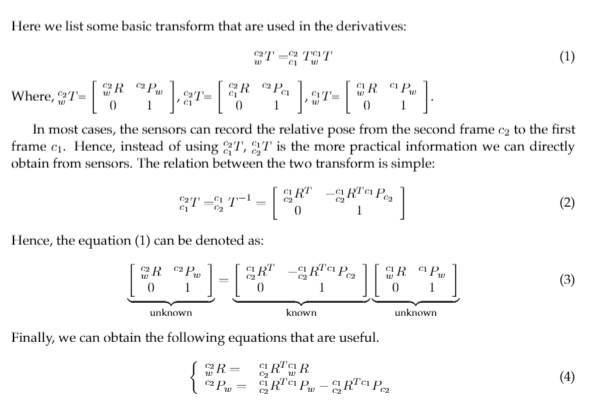 Here we list some basic transform that are used in the derivatives:
$^{c_2}_{w}T =^{c_2}_{c_1} T^{c_1}_{w}T$ (1)
Where, $^{c_2}_{w}T = \begin{bmatrix} ^{c_2}_{w}R & ^{c_2}P_w \\ 0 & 1 \end{bmatrix}$, $^{c_2}_{c_1}T = \begin{bmatrix} ^{c_2}_{c_1}R & ^{c_2}P_{c_1} \\ 0 & 1 \end{bmatrix}$, $^{c_1}_{w}T = \begin{bmatrix} ^{c_1}_{w}R & ^{c_1}P_w \\ 0 & 1 \end{bmatrix}$.
In most cases, the sensors can record the relative pose from the second frame $c_2$ to the first
frame $c_1$. Hence, instead of using $^{c_2}_{c_1}T$, $^{c_1}_{c_2}T$ is the more practical information we can directly
obtain from sensors. The relation between the two transform is simple:
$^{c_2}_{c_1}T =^{c_1}_{c_2} T^{-1} = \begin{bmatrix} ^{c_1}_{c_2}R^T & -^{c_1}_{c_2}R^{T c_1}P_{c_2} \\ 0 & 1 \end{bmatrix}$ (2)
Hence, the equation (1) can be denoted as:
$\underbrace{\begin{bmatrix} ^{c_2}_{w}R & ^{c_2}P_w \\ 0 & 1 \end{bmatrix}}_{\text{unknown}} = \underbrace{\begin{bmatrix} ^{c_1}_{c_2}R^T & -^{c_1}_{c_2}R^{T c_1}P_{c_2} \\ 0 & 1 \end{bmatrix}}_{\text{known}} \underbrace{\begin{bmatrix} ^{c_1}_{w}R & ^{c_1}P_w \\ 0 & 1 \end{bmatrix}}_{\text{unknown}}$ (3)
Finally, we can obtain the following equations that are useful.
$\begin{cases} ^{c_2}_{w}R = & ^{c_1}_{c_2}R^{T c_1}_{w}R \\ ^{c_2}P_w = & ^{c_1}_{c_2}R^{T c_1}P_w - ^{c_1}_{c_2}R^{T c_1}P_{c_2} \end{cases}$ (4)